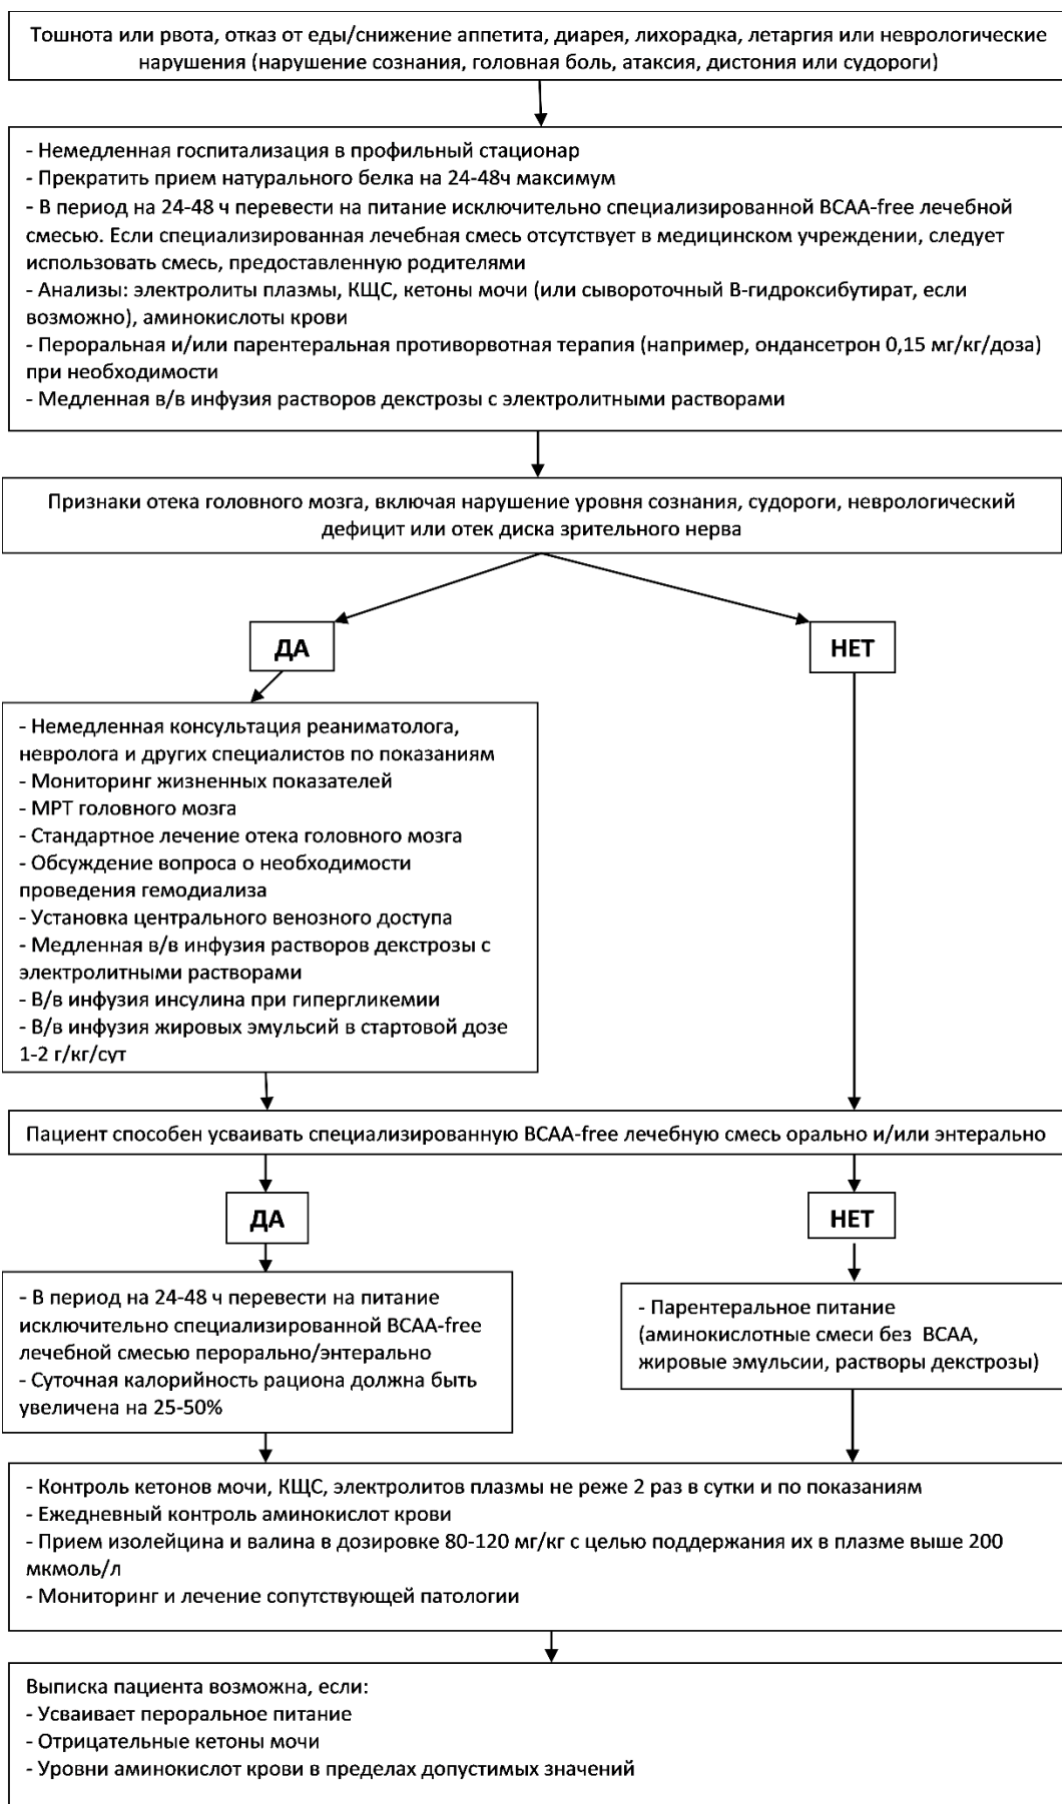 Тошнота или рвота, отказ от еды/снижение аппетита, диарея, лихорадка, летаргия или неврологические
нарушения (нарушение сознания, головная боль, атаксия, дистония или судороги)
- Немедленная госпитализация в профильный стационар
- Прекратить прием натурального белка на 24-48ч максимум
- В период на 24-48 ч перевести на питание исключительно специализированной BCAA-free лечебной
смесью. Если специализированная лечебная смесь отсутствует в медицинском учреждении, следует
использовать смесь, предоставленную родителями
- Анализы: электролиты плазмы, КЩС, кетоны мочи (или сывороточный В-гидроксибутират, если
возможно), аминокислоты крови
- Пероральная и/или парентеральная противорвотная терапия (например, ондансетрон 0,15 мг/кг/доза)
при необходимости
- Медленная в/в инфузия растворов декстрозы с электролитными растворами
Признаки отека головного мозга, включая нарушение уровня сознания, судороги, неврологический
дефицит или отек диска зрительного нерва
ДА
НЕТ
- Немедленная консультация реаниматолога,
невролога и других специалистов по показаниям
- Мониторинг жизненных показателей
- МРТ головного мозга
- Стандартное лечение отека головного мозга
- Обсуждение вопроса о необходимости
проведения гемодиализа
- Установка центрального венозного доступа
- Медленная в/в инфузия растворов декстрозы с
электролитными растворами
- В/в инфузия инсулина при гипергликемии
- В/в инфузия жировых эмульсий в стартовой дозе
1-2 г/кг/сут
Пациент способен усваивать специализированную BCAA-free лечебную смесь орально и/или энтерально
ДА
НЕТ
- В период на 24-48 ч перевести на питание
исключительно специализированной BCAA-free
лечебной смесью перорально/энтерально
- Суточная калорийность рациона должна быть
увеличена на 25-50%
- Парентеральное питание
(аминокислотные смеси без BCAA,
жировые эмульсии, растворы декстрозы)
- Контроль кетонов мочи, КЩС, электролитов плазмы не реже 2 раз в сутки и по показаниям
- Ежедневный контроль аминокислот крови
- Прием изолейцина и валина в дозировке 80-120 мг/кг с целью поддержания их в плазме выше 200
мкмоль/л
- Мониторинг и лечение сопутствующей патологии
Выписка пациента возможна, если:
- Усваивает пероральное питание
- Отрицательные кетоны мочи
- Уровни аминокислот крови в пределах допустимых значений